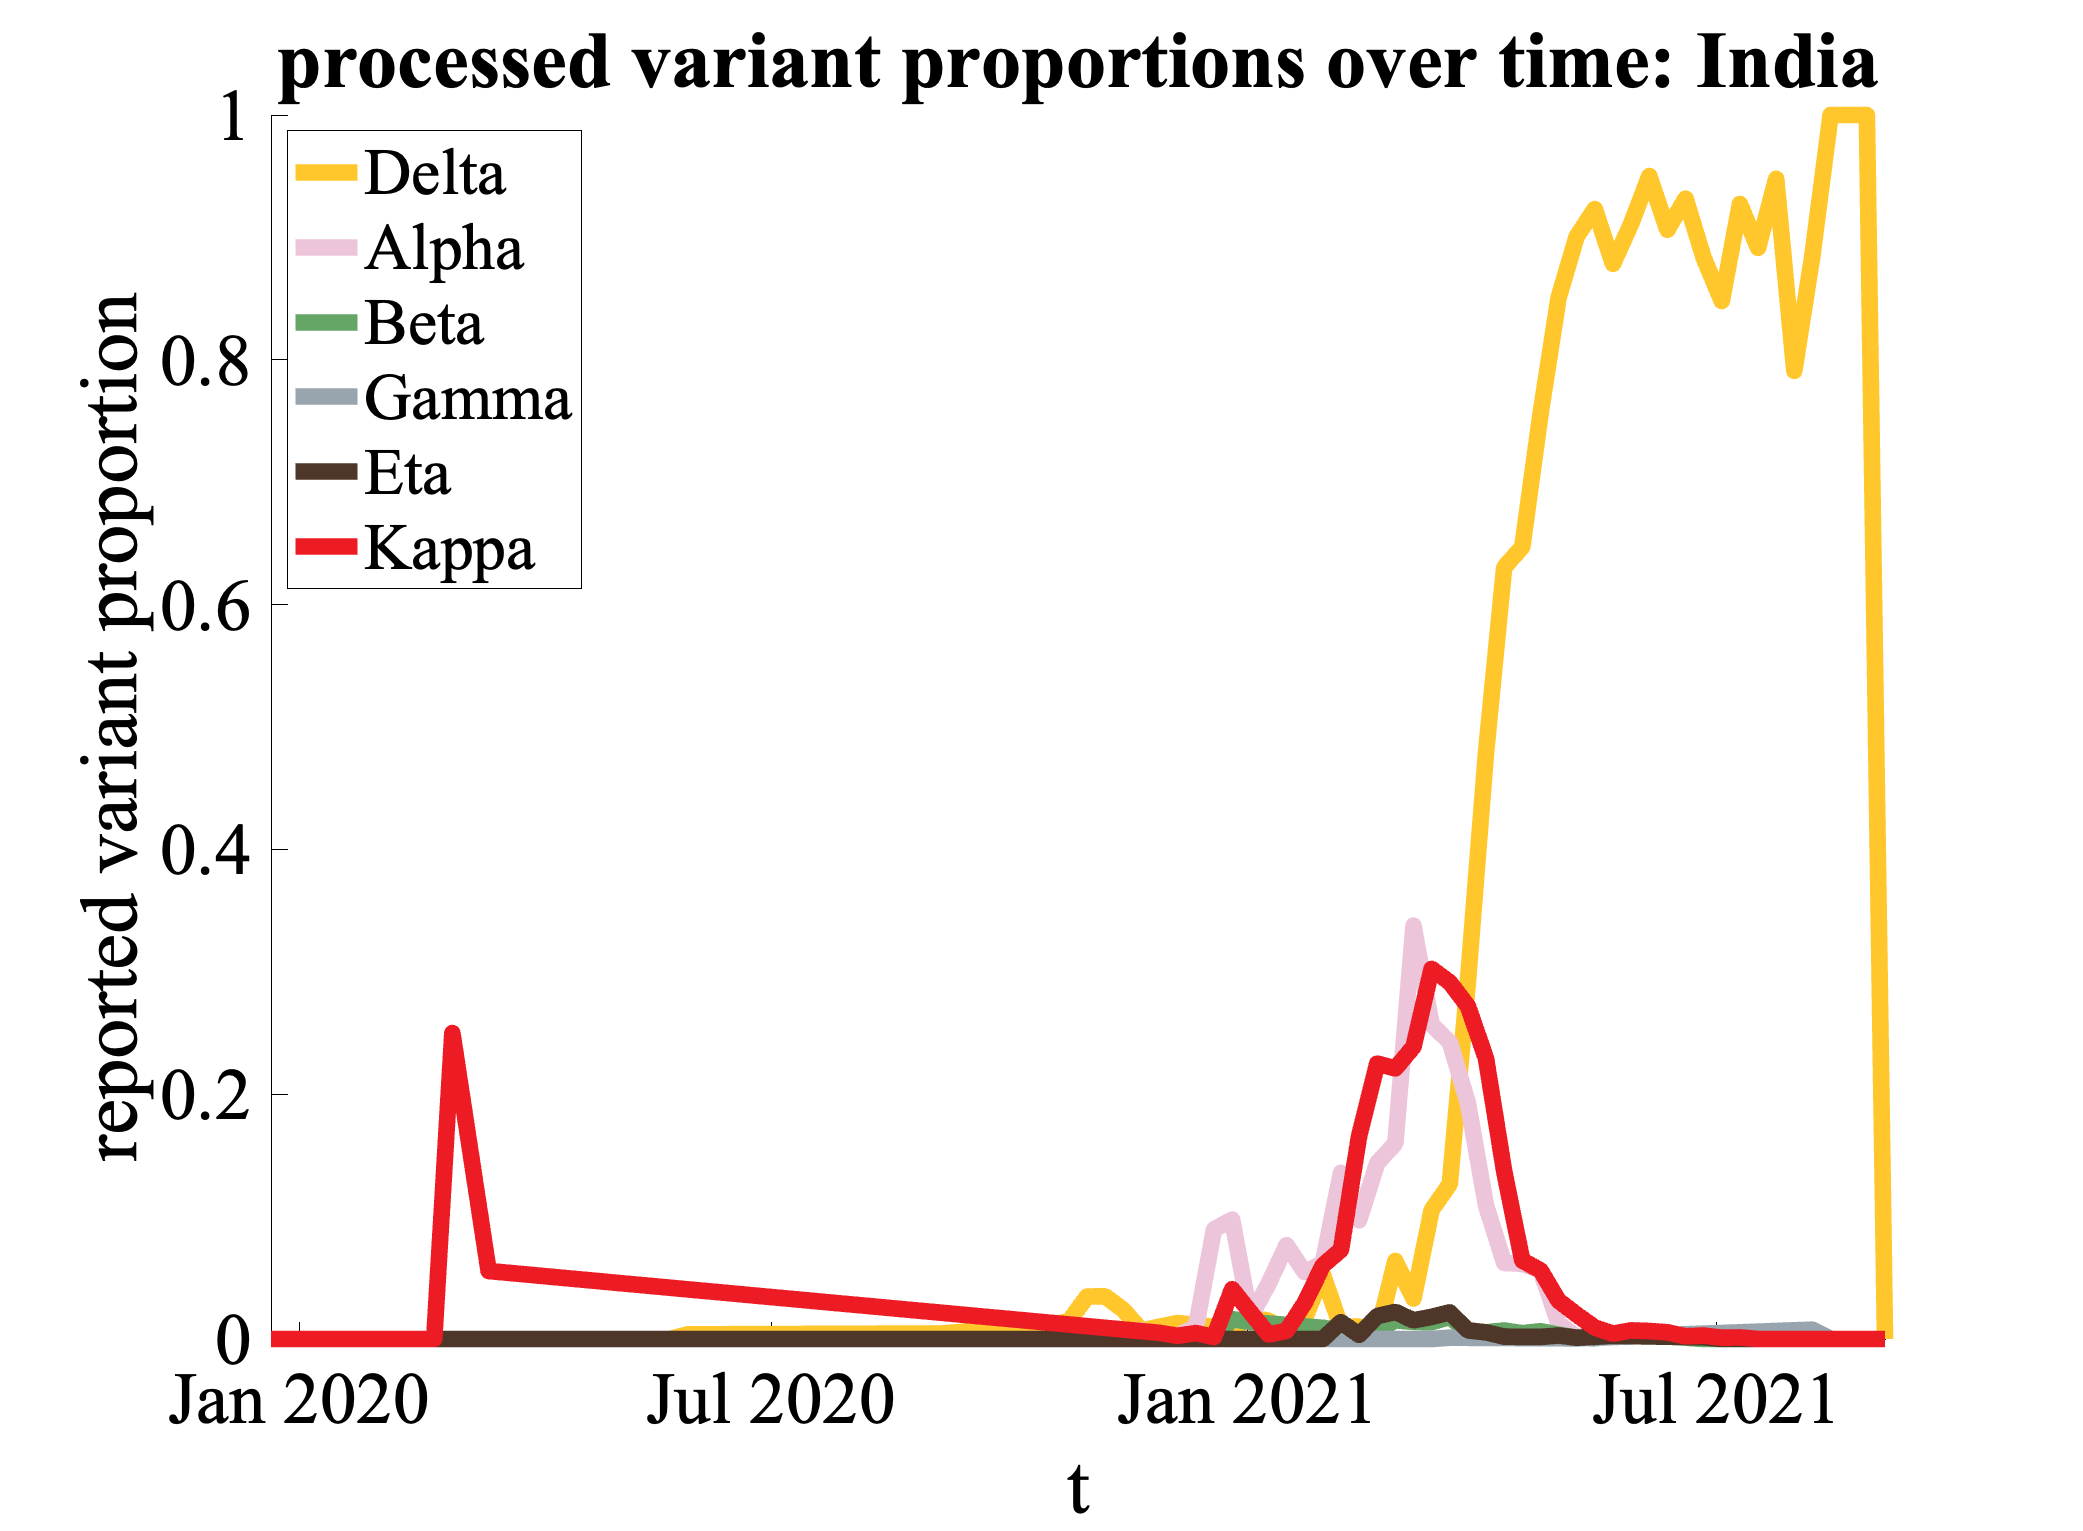 processed variant proportions over time: India
1
0.8
0.6
0.4
0.2
0
reported variant proportion
Delta
Alpha
Beta
Gamma
Eta
Kappa
Jan 2020
Jul 2020
Jan 2021
Jul 2021
t